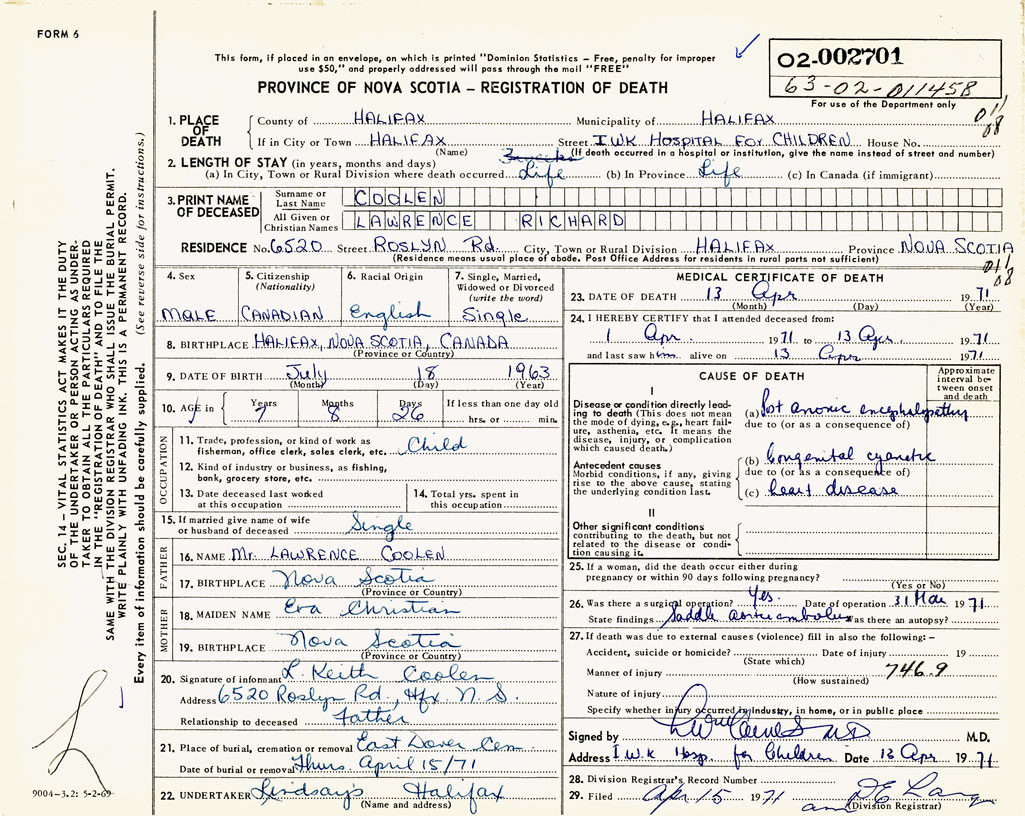 FORM 6
This form, if placed in an envelope, on which is printed "Dominion Statistics – Free, penalty for improper
use $50," and properly addressed will pass through the mail "FREE"
02-002701
63-02-011458
For use of the Department only
PROVINCE OF NOVA SCOTIA – REGISTRATION OF DEATH
1. PLACE OF DEATH
County of HALIFAX Municipality of HALIFAX
If in City or Town HALIFAX Street IWK HOSPITAL FOR CHILDREN House No.
(Name) (If death occurred in a hospital or institution, give the name instead of street and number)
2. LENGTH OF STAY (in years, months and days) 3 weeks
(a) In City, Town or Rural Division where death occurred Life (b) In Province Life (c) In Canada (if immigrant)
3. PRINT NAME OF DECEASED
Surname or Last Name COOLEN
All Given or Christian Names LAWRENCE RICHARD
RESIDENCE No. 6520 Street ROSLYN Rd. City, Town or Rural Division HALIFAX Province NOVA SCOTIA
(Residence means usual place of abode. Post Office Address for residents in rural parts not sufficient)
4. Sex
MALE
5. Citizenship (Nationality)
CANADIAN
6. Racial Origin
English
7. Single, Married, Widowed or Divorced (write the word)
Single
8. BIRTHPLACE HALIFAX, NOVA SCOTIA, CANADA
(Province or Country)
9. DATE OF BIRTH July 18 1963
(Month) (Day) (Year)
10. AGE in Years Months Days If less than one day old
7 8 26 hrs. or min.
OCCUPATION
11. Trade, profession, or kind of work as
fisherman, office clerk, sales clerk, etc. Child
12. Kind of industry or business, as fishing,
bank, grocery store, etc.
13. Date deceased last worked
at this occupation
14. Total yrs. spent in
this occupation
15. If married give name of wife
or husband of deceased Single
FATHER
16. NAME Mr. LAWRENCE COOLEN
17. BIRTHPLACE Nova Scotia
(Province or Country)
MOTHER
18. MAIDEN NAME Eva Christian
19. BIRTHPLACE Nova Scotia
(Province or Country)
20. Signature of informant L. Keith Coolen
Address 6520 Roslyn Rd., Hfx. N.S.
Relationship to deceased Father
21. Place of burial, cremation or removal East Dover Cem
Date of burial or removal Thurs. April 15/71
22. UNDERTAKER Lindsay's Halifax
(Name and address)
MEDICAL CERTIFICATE OF DEATH
23. DATE OF DEATH 13 Apr 1971
(Month) (Day) (Year)
24. I HEREBY CERTIFY that I attended deceased from:
1 Apr. 1971 to 13 Apr 1971
and last saw him alive on 13 Apr 1971
CAUSE OF DEATH
Approximate interval between onset and death
I
Disease or condition directly leading to death (This does not mean
the mode of dying, e.g., heart failure, asthenia, etc. It means the
disease, injury, or complication
which caused death.)
(a) Post anoxic encephalopathy
due to (or as a consequence of)
Antecedent causes
Morbid conditions, if any, giving
rise to the above cause, stating
the underlying condition last.
(b) Congenital cyanotic
due to (or as a consequence of)
(c) heart disease
II
Other significant conditions
contributing to the death, but not
related to the disease or condition causing it.
25. If a woman, did the death occur either during
pregnancy or within 90 days following pregnancy?
(Yes or No)
26. Was there a surgical operation? Yes. Date of operation 31 Mar 1971
State findings Saddle aortic embolus Was there an autopsy?
27. If death was due to external causes (violence) fill in also the following: –
Accident, suicide or homicide? Date of injury 19
(State which)
Manner of injury 746.9
(How sustained)
Nature of injury
Specify whether injury occurred in industry, in home, or in public place
Signed by MD M.D.
Address IWK Hosp. for Children Date 13 Apr 1971
28. Division Registrar's Record Number
29. Filed Apr 15 1971
(Division Registrar)
SEC. 14 – VITAL STATISTICS ACT MAKES IT THE DUTY
OF THE UNDERTAKER OR PERSON ACTING AS UNDER-
TAKER TO OBTAIN ALL THE PARTICULARS REQUIRED
IN THE "REGISTRATION OF DEATH" AND TO FILE THE
SAME WITH THE DIVISION REGISTRAR WHO SHALL ISSUE THE BURIAL PERMIT.
WRITE PLAINLY WITH UNFADING INK. THIS IS A PERMANENT RECORD.
Every item of information should be carefully supplied. (See reverse side for instructions.)
9004-3.2: 5-2-69